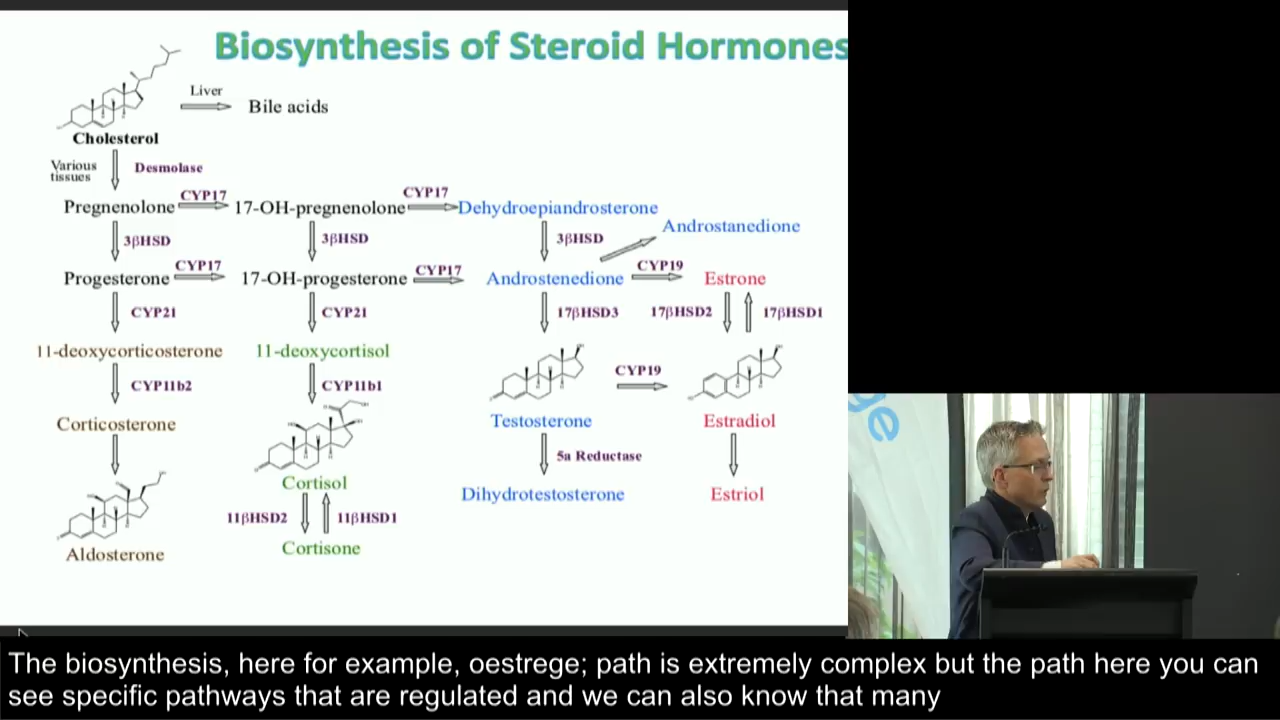 Biosynthesis of Steroid Hormones
Liver
Bile acids
Cholesterol
Various
tissues
Desmolase
CYP17
CYP17
Pregnenolone
17-OH-pregnenolone
Dehydroepiandrosterone
Androstanedione
3βHSD
3βHSD
3βHSD
CYP17
CYP17
CYP19
Progesterone
17-OH-progesterone
Androstenedione
Estrone
CYP21
CYP21
17βHSD3
17βHSD2
17βHSD1
11-deoxycorticosterone
11-deoxycortisol
CYP19
CYP11b2
CYP11b1
Corticosterone
Testosterone
Estradiol
5a Reductase
Cortisol
Dihydrotestosterone
Estriol
11βHSD2
11βHSD1
Aldosterone
Cortisone
ge
The biosynthesis, here for example, oestrege; path is extremely complex but the path here you can
see specific pathways that are regulated and we can also know that many